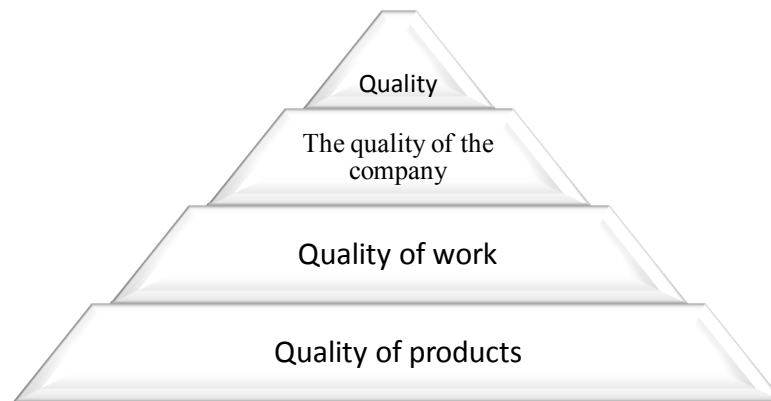 Quality
The quality of the
company
Quality of work
Quality of products